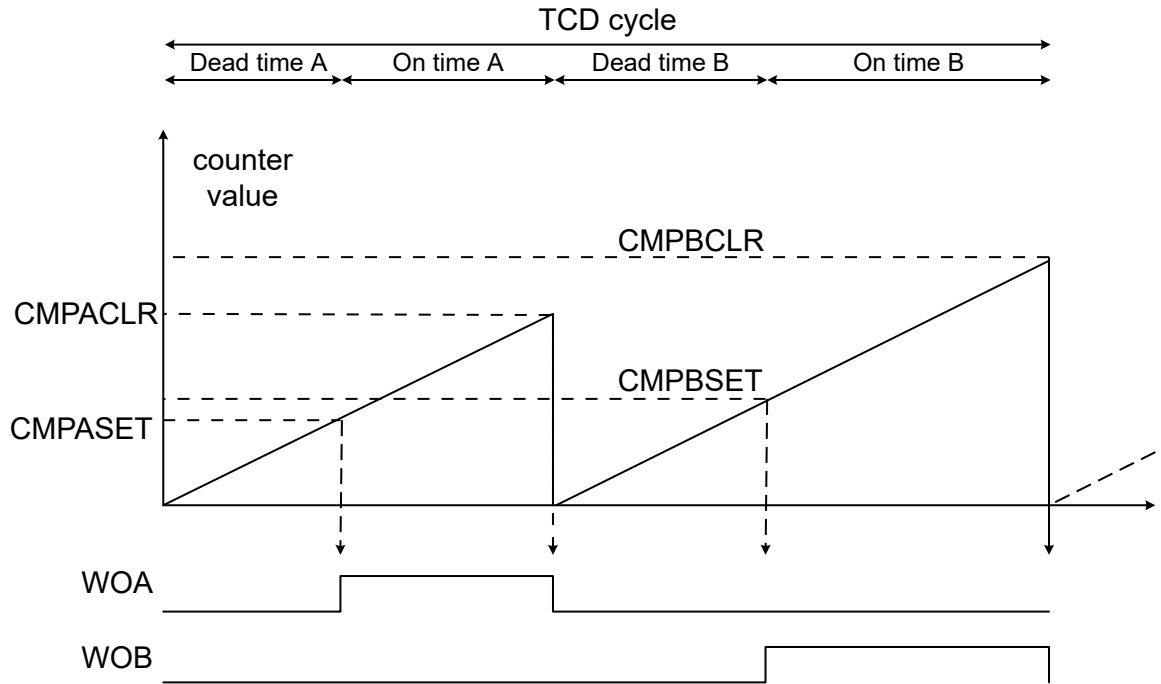 TCD cycle
Dead time A
On time A
Dead time B
On time B
counter
value
CMPBCLR
CMPACLR
CMPBSET
CMPASET
WOA
WOB